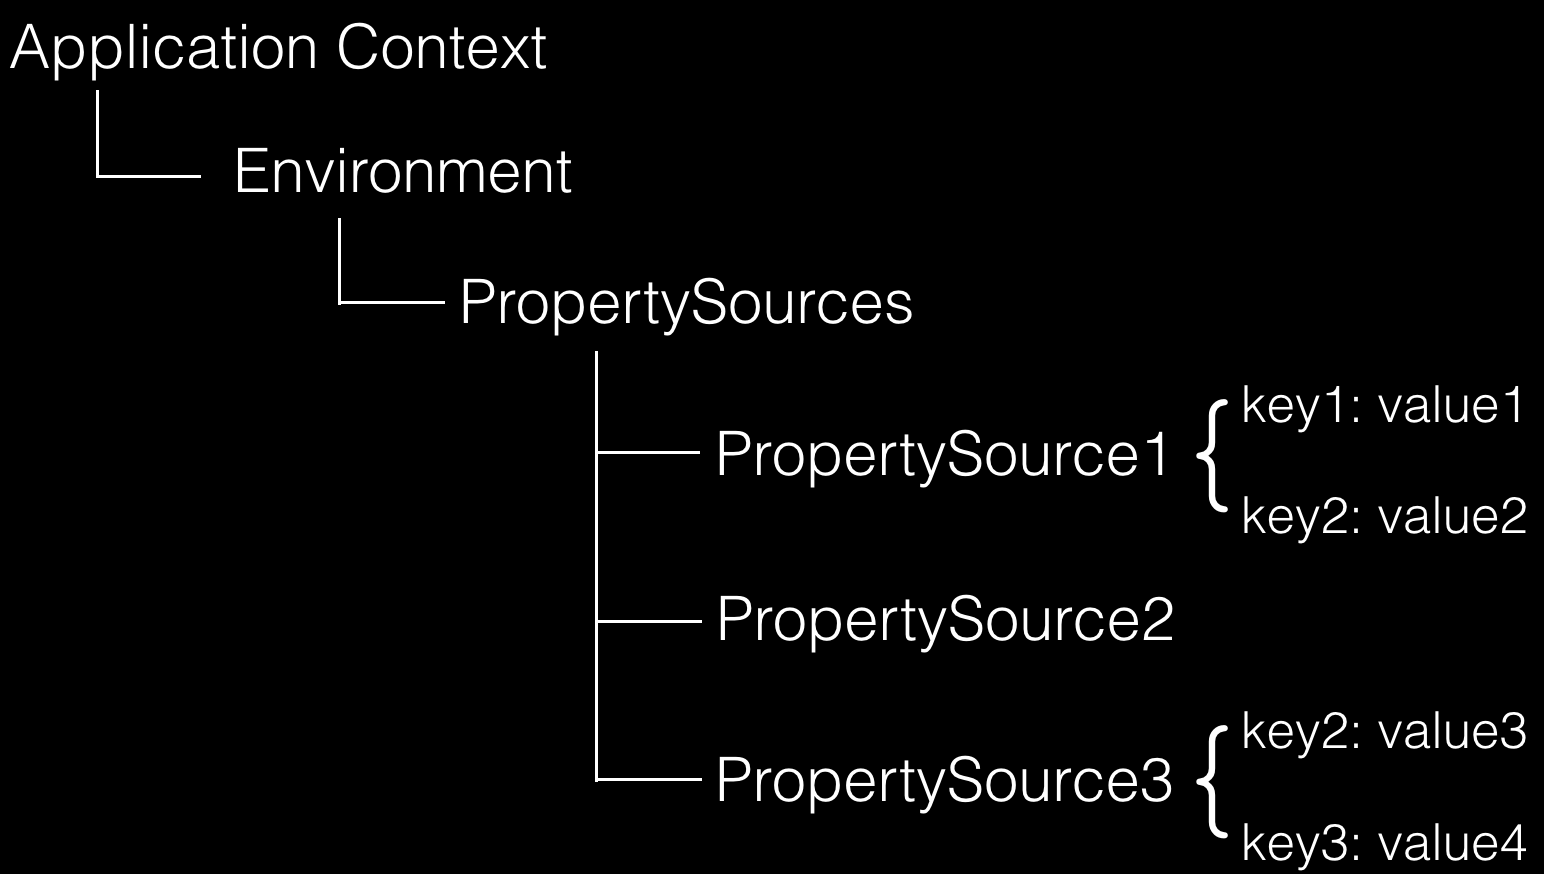 Application Context
Environment
PropertySources
key1: value1
PropertySource1
key2: value2
PropertySource2
key2: value3
PropertySource3
key3: value4